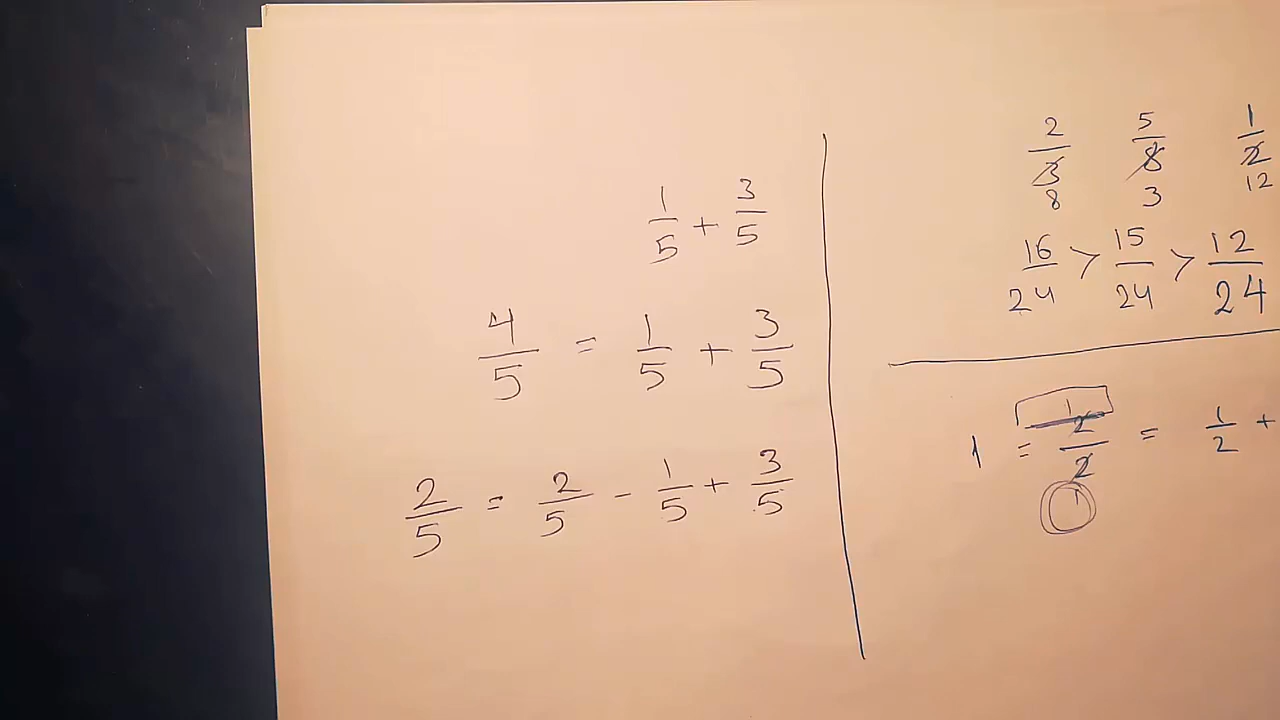 1/5 + 3/5
4/5 = 1/5 + 3/5
2/5 = 2/5 - 1/5 + 3/5
2/3 5/8 1/2
8 3 12
16/24 > 15/24 > 12/24
1
1 = 2/2 = 1/2 +
1